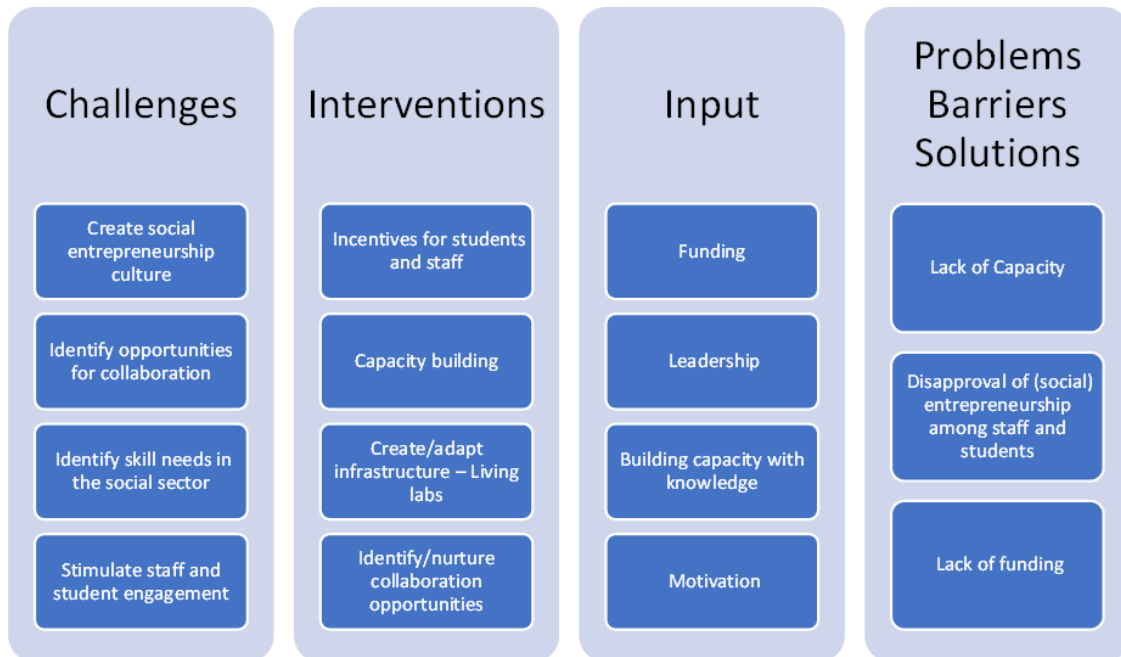 Challenges
Create social
entrepreneurship
culture
Identify opportunities
for collaboration
Identify skill needs in
the social sector
Stimulate staff and
student engagement
Interventions
Incentives for students
and staff
Capacity building
Create/adapt
infrastructure – Living
labs
Identify/nurture
collaboration
opportunities
Input
Funding
Leadership
Building capacity with
knowledge
Motivation
Problems
Barriers
Solutions
Lack of Capacity
Disapproval of (social)
entrepreneurship
among staff and
students
Lack of funding